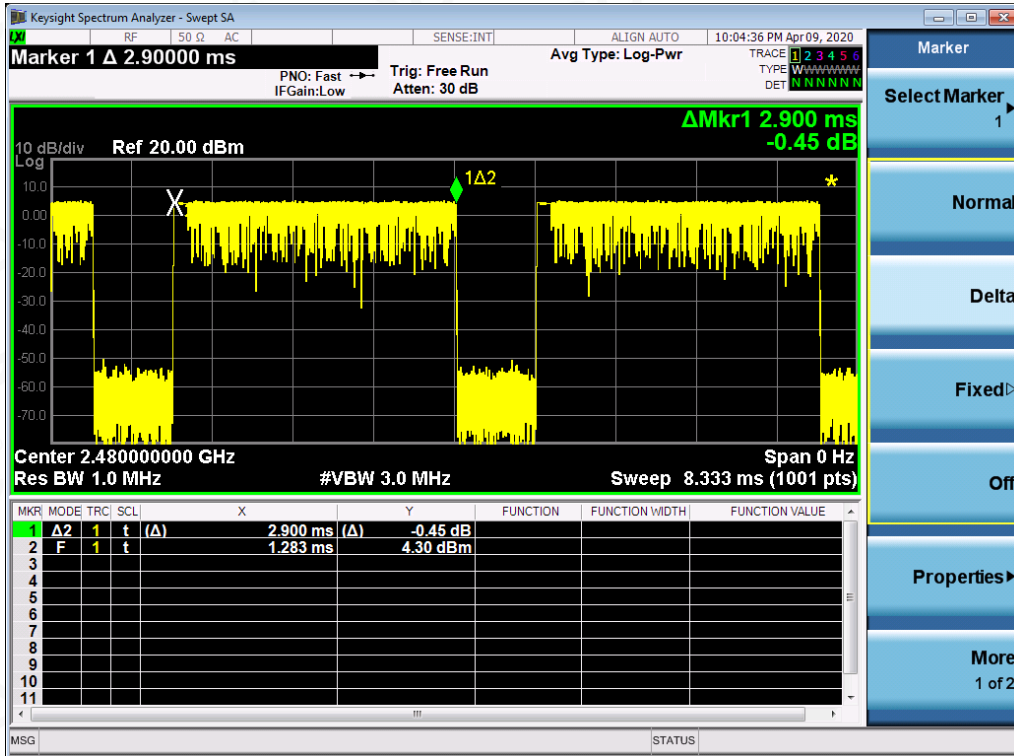 Keysight Spectrum Analyzer - Swept SA
LXI RF 50 Ω AC SENSE:INT ALIGN AUTO 10:04:36 PM Apr 09, 2020
Marker 1 Δ 2.90000 ms
PNO: Fast
IFGain:Low
Trig: Free Run
Atten: 30 dB
Avg Type: Log-Pwr
TRACE 1 2 3 4 5 6
TYPE WWWWWW
DET N N N N N N
ΔMkr1 2.900 ms
-0.45 dB
10 dB/div Ref 20.00 dBm
Log
1Δ2
10.0
0.00
-10.0
-20.0
-30.0
-40.0
-50.0
-60.0
-70.0
Center 2.480000000 GHz Span 0 Hz
Res BW 1.0 MHz #VBW 3.0 MHz Sweep 8.333 ms (1001 pts)
MKR MODE TRC SCL X Y FUNCTION FUNCTION WIDTH FUNCTION VALUE
1 Δ2 1 t (Δ) 2.900 ms (Δ) -0.45 dB
2 F 1 t 1.283 ms 4.30 dBm
3
4
5
6
7
8
9
10
11
MSG STATUS
Marker
Select Marker
1
Normal
Delta
Fixed
Off
Properties
More
1 of 2